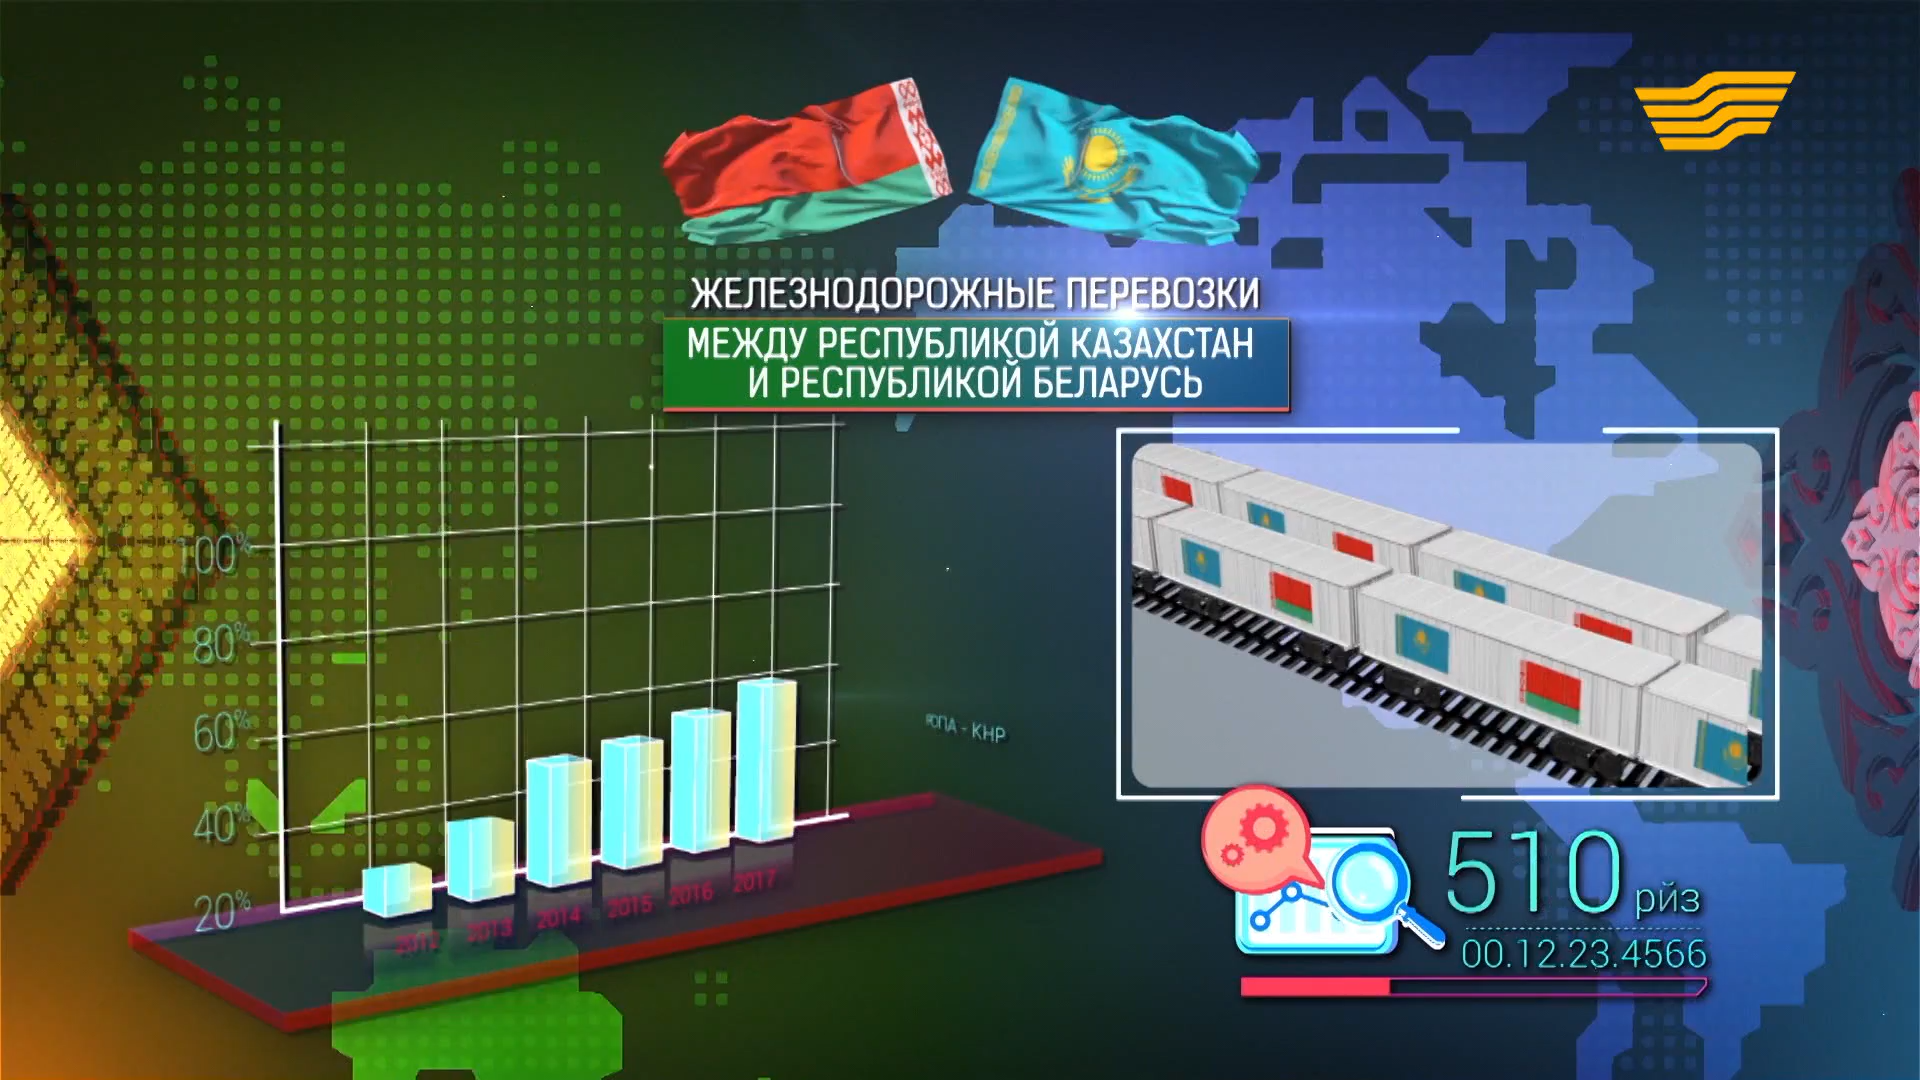 ЖЕЛЕЗНОДОРОЖНЫЕ ПЕРЕВОЗКИ
МЕЖДУ РЕСПУБЛИКОЙ КАЗАХСТАН
И РЕСПУБЛИКОЙ БЕЛАРУСЬ
100%
80%
60%
40%
20%
2012 2013 2014 2015 2016 2017
- КНР
510 рйз
00.12.23.4566